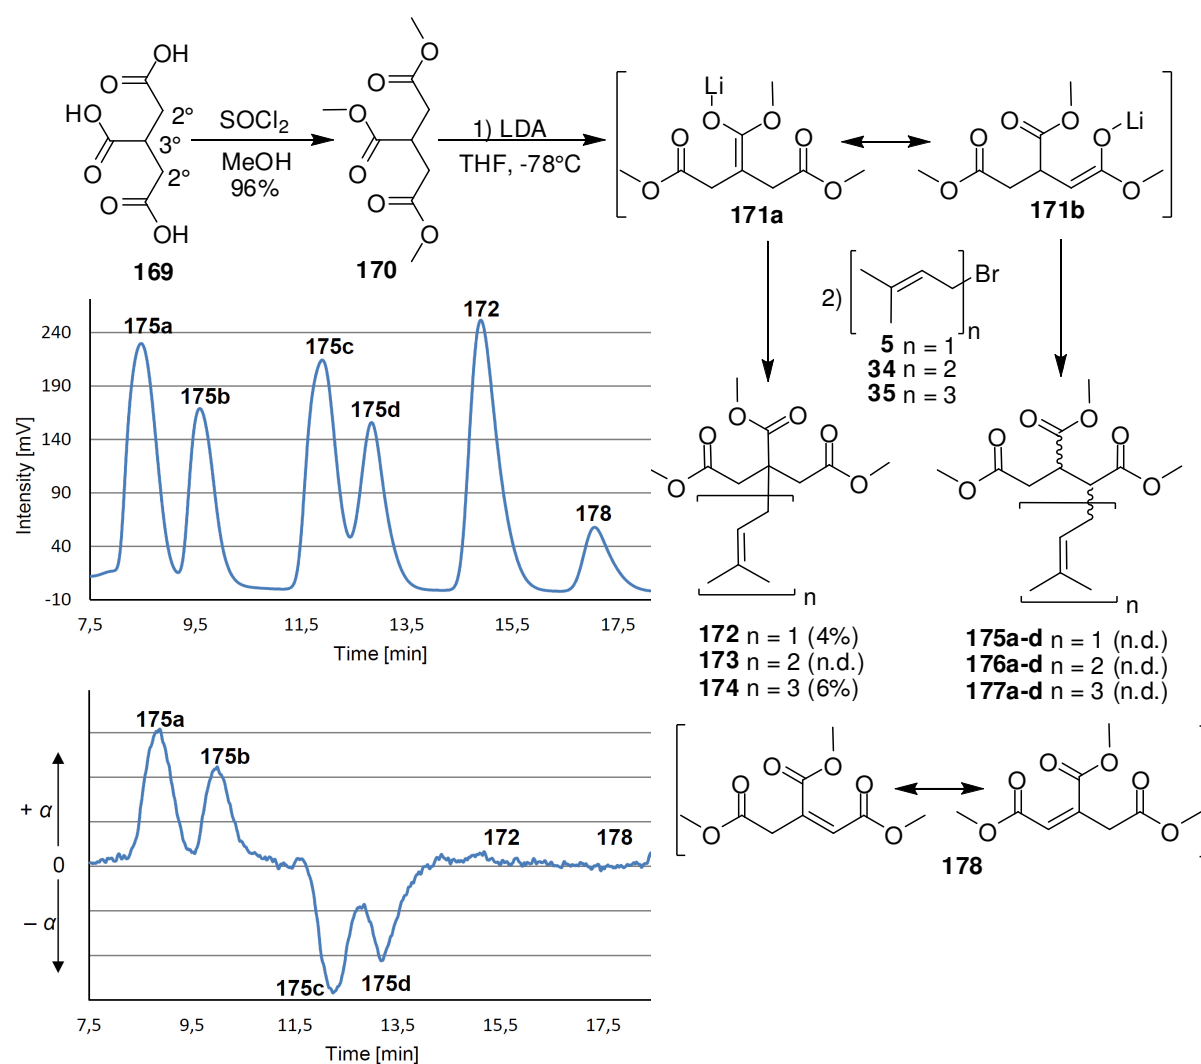 OH
O
HO
O
O
OH
2°
3°
2°
169
SOCl2
MeOH
96%
O
O
O
O
O
O
170
1) LDA
THF, -78°C
Li
O
O
O
O
O
O
171a
O
O
O
O
O
Li
O
171b
2)
Br
n
5 n = 1
34 n = 2
35 n = 3
Intensity [mV]
240
190
140
90
40
-10
175a
175b
175c
175d
172
178
7,5
9,5
11,5
13,5
15,5
17,5
Time [min]
O
O
O
O
O
O
n
172 n = 1 (4%)
173 n = 2 (n.d.)
174 n = 3 (6%)
O
O
O
O
O
O
n
175a-d n = 1 (n.d.)
176a-d n = 2 (n.d.)
177a-d n = 3 (n.d.)
+ α
0
– α
175a
175b
175c
175d
172
178
7,5
9,5
11,5
13,5
15,5
17,5
Time [min]
O
O
O
O
O
O
O
O
O
O
O
O
178